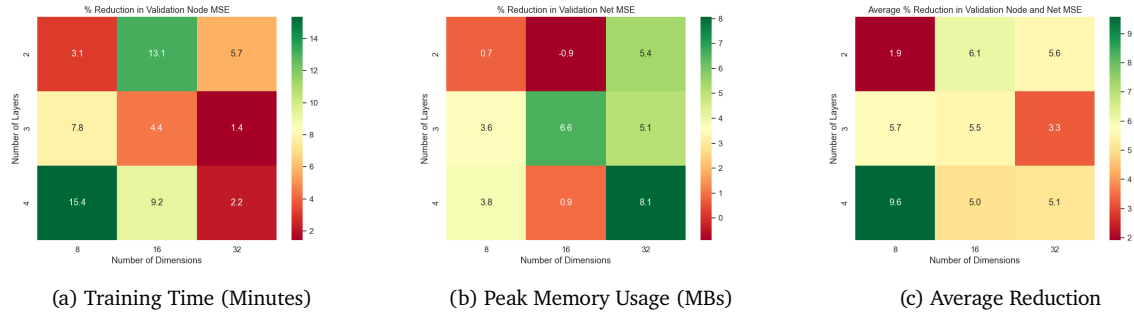 % Reduction in Validation Node MSE
Number of Layers
2
3
4
3.1 13.1 5.7
7.8 4.4 1.4
15.4 9.2 2.2
8 16 32
Number of Dimensions
14
12
10
8
6
4
2
(a) Training Time (Minutes)
% Reduction in Validation Net MSE
Number of Layers
2
3
4
0.7 -0.9 5.4
3.6 6.6 5.1
3.8 0.9 8.1
8 16 32
Number of Dimensions
8
7
6
5
4
3
2
1
0
(b) Peak Memory Usage (MBs)
Average % Reduction in Validation Node and Net MSE
Number of Layers
2
3
4
1.9 6.1 5.6
5.7 5.5 3.3
9.6 5.0 5.1
8 16 32
Number of Dimensions
9
8
7
6
5
4
3
2
(c) Average Reduction